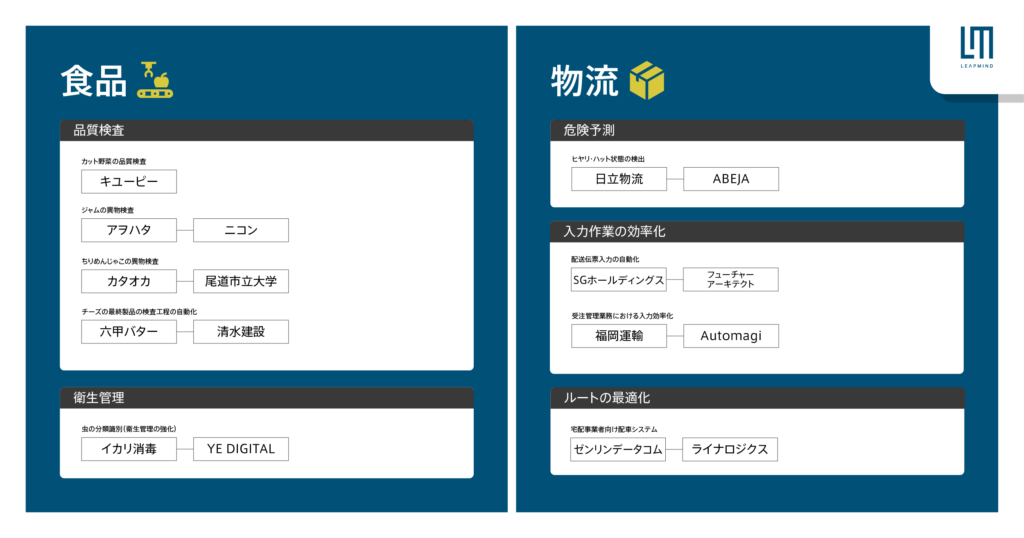 食品
品質検査
カット野菜の品質検査
キユーピー
ジャムの異物検査
アヲハタ
ニコン
ちりめんじゃこの異物検査
カタオカ
尾道市立大学
チーズの最終製品の検査工程の自動化
六甲バター
清水建設
衛生管理
虫の分類識別(衛生管理の強化)
イカリ消毒
YE DIGITAL
物流
危険予測
ヒヤリ・ハット状態の検出
日立物流
ABEJA
入力作業の効率化
配送伝票入力の自動化
SGホールディングス
フューチャー
アーキテクト
受注管理業務における入力効率化
福岡運輸
Automagi
ルートの最適化
宅配事業者向け配車システム
ゼンリンデータコム
ライナロジクス
LM
LEAPMIND